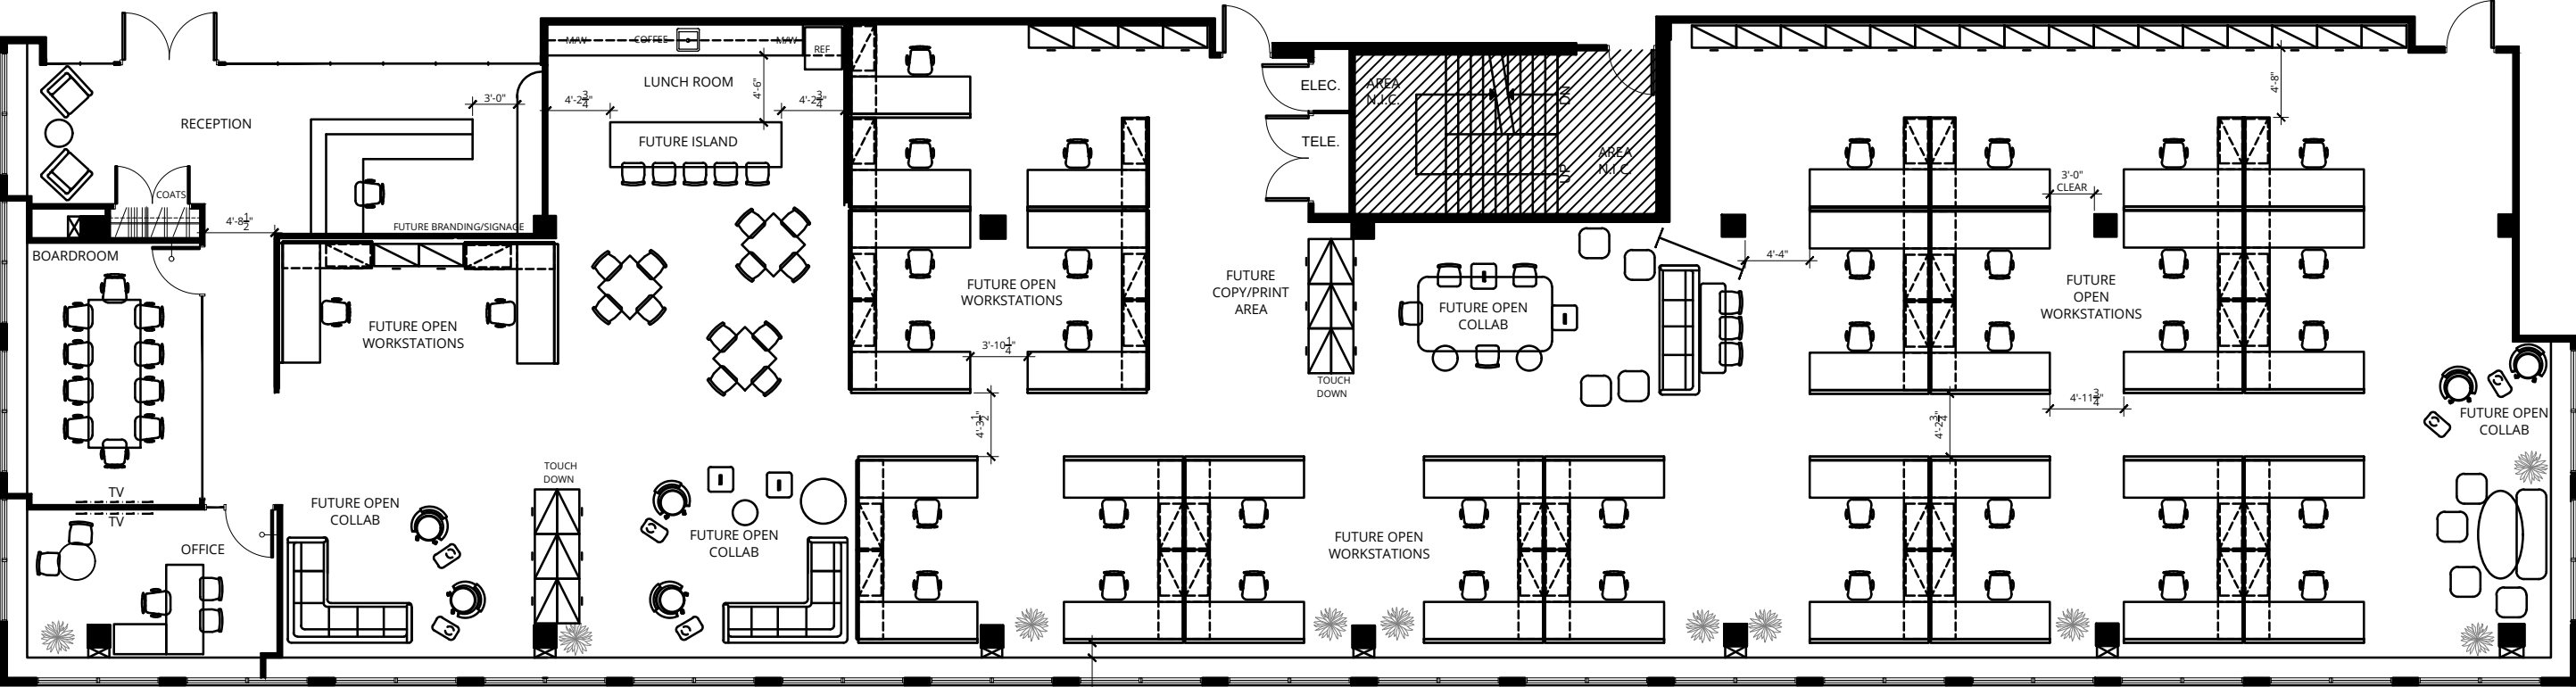 M/W
COFFEE
M/W
REF
LUNCH ROOM
4'-6"
3'-0"
4'-2 3/4"
4'-2 3/4"
RECEPTION
FUTURE ISLAND
COATS
4'-8 1/2"
FUTURE BRANDING/SIGNAGE
BOARDROOM
FUTURE OPEN
WORKSTATIONS
TV
TV
OFFICE
FUTURE OPEN
COLLAB
TOUCH
DOWN
FUTURE OPEN
COLLAB
FUTURE OPEN
WORKSTATIONS
3'-10 1/4"
4'-3 1/2"
ELEC.
TELE.
AREA
N.I.C.
DN
UP
AREA
N.I.C.
FUTURE
COPY/PRINT
AREA
TOUCH
DOWN
FUTURE OPEN
COLLAB
4'-4"
FUTURE OPEN
WORKSTATIONS
4'-8"
3'-0"
CLEAR
FUTURE
OPEN
WORKSTATIONS
4'-11 3/4"
4'-2 3/4"
FUTURE OPEN
COLLAB